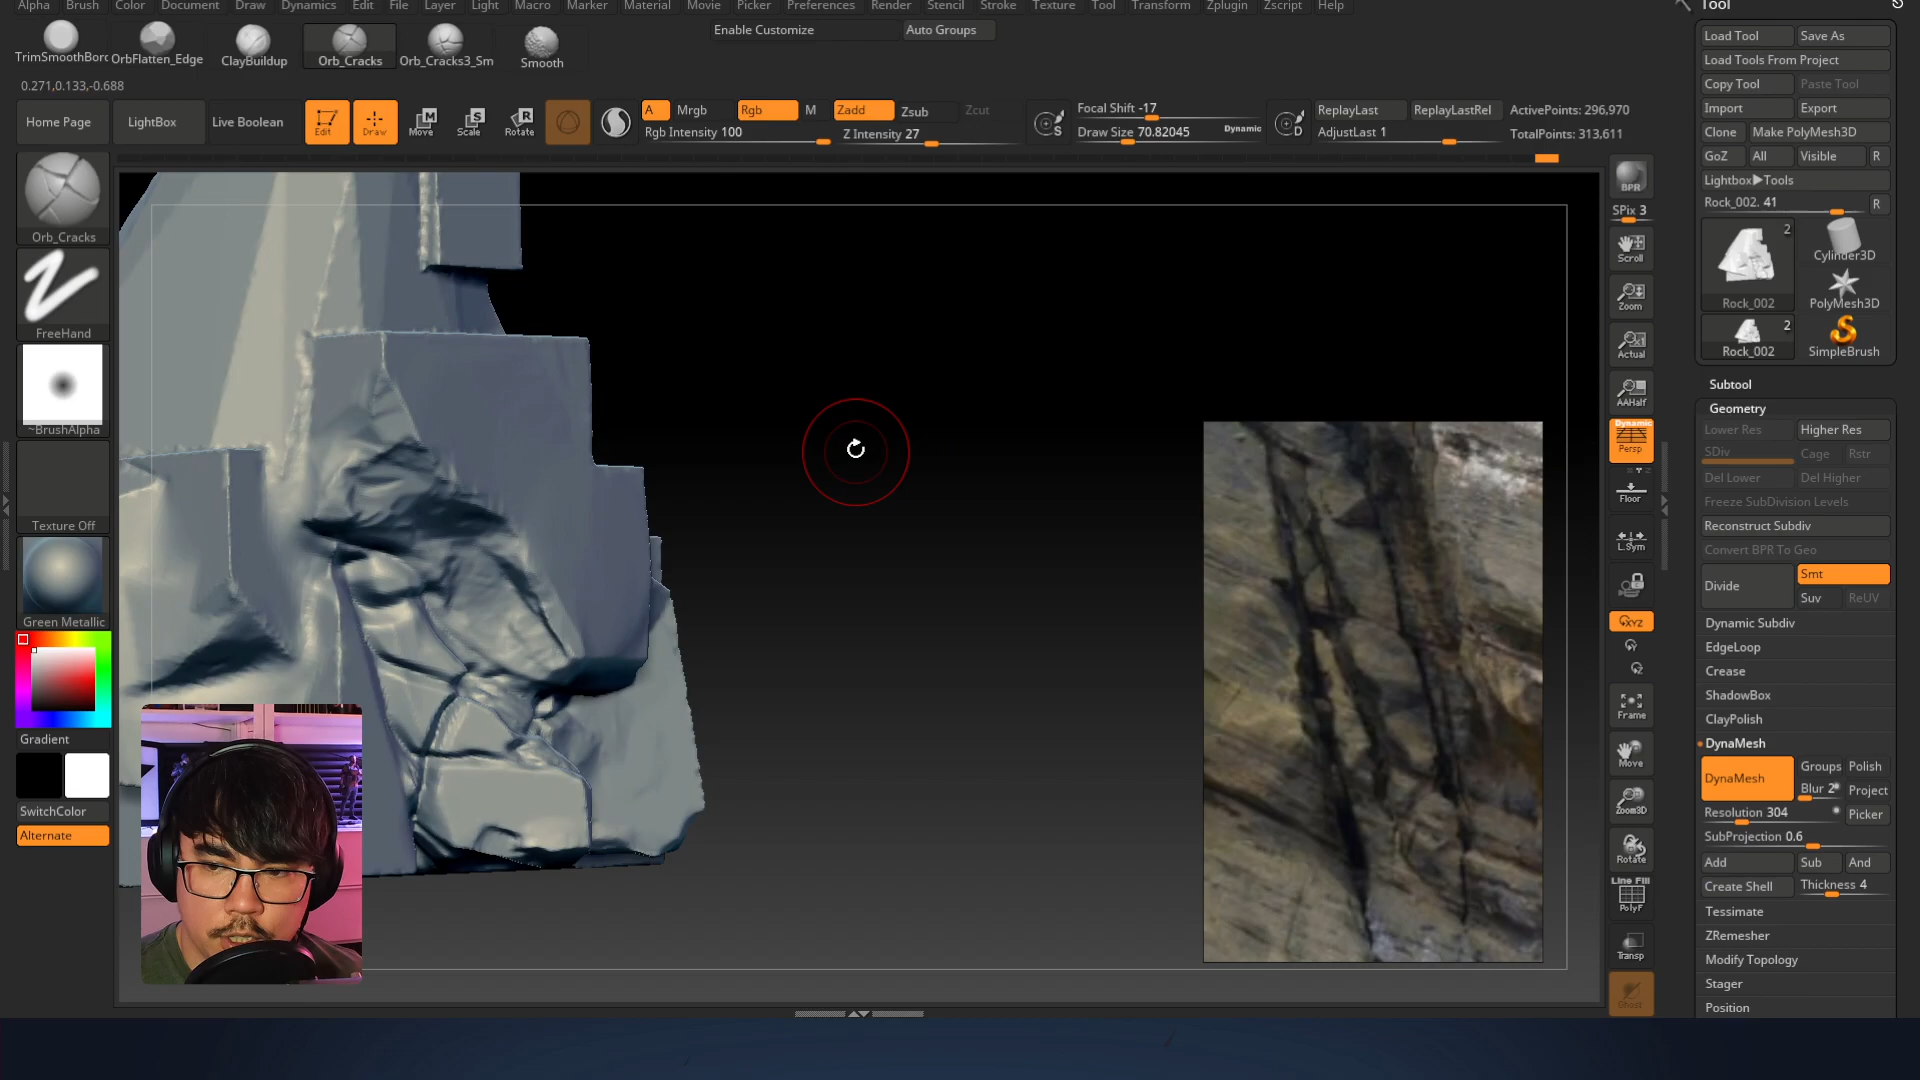 Alpha Brush Color Document Draw Dynamics Edit File Layer Light Macro Marker Material Movie Picker Preferences Render Stencil Stroke Texture Tool Transform Zplugin Zscript Help
Tool
Enable Customize Auto Groups
TrimSmoothBorc OrbFlatten_Edge ClayBuildup Orb_Cracks Orb_Cracks3_Sm Smooth
0.271,0.133,-0.688
Home Page LightBox Live Boolean Edit Draw Move Scale Rotate
A Mrgb Rgb M Zadd Zsub Zcut
Rgb Intensity 100 Z Intensity 27
S
Focal Shift -17
Draw Size 70.82045 Dynamic
D
ReplayLast ReplayLastRel ActivePoints: 296,970
AdjustLast 1 TotalPoints: 313,611
Orb_Cracks
FreeHand
~BrushAlpha
Texture Off
Green Metallic
Gradient
SwitchColor
Alternate
BPR
SPix 3
Scroll
Zoom
Actual
AAHalf
Dynamic
Persp
Floor
L.Sym
XYZ
Frame
Move
Zoom3D
Rotate
Line Fill
PolyF
Transp
Ghost
Load Tool Save As
Load Tools From Project
Copy Tool Paste Tool
Import Export
Clone Make PolyMesh3D
GoZ All Visible R
Lightbox▶Tools
Rock_002. 41 R
2
Cylinder3D
Rock_002 PolyMesh3D
2
Rock_002 SimpleBrush
Subtool
Geometry
Lower Res Higher Res
SDiv Cage Rstr
Del Lower Del Higher
Freeze SubDivision Levels
Reconstruct Subdiv
Convert BPR To Geo
Divide Smt
Suv ReUV
Dynamic Subdiv
EdgeLoop
Crease
ShadowBox
ClayPolish
DynaMesh
DynaMesh Groups Polish
Blur 2 Project
Resolution 304 Picker
SubProjection 0.6
Add Sub And
Create Shell Thickness 4
Tessimate
ZRemesher
Modify Topology
Stager
Position